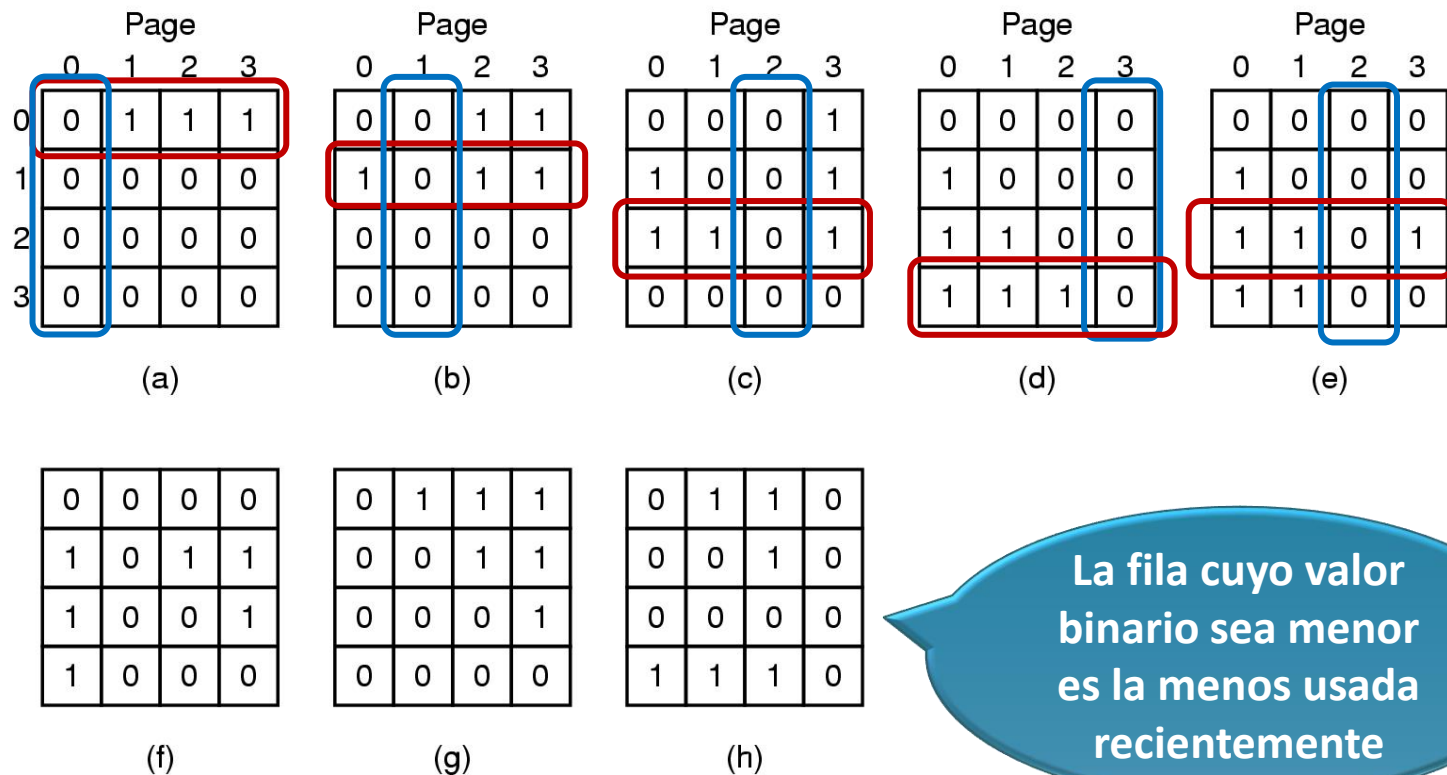 Page Page Page Page Page
0 1 2 3 0 1 2 3 0 1 2 3 0 1 2 3 0 1 2 3
0 0 1 1 1 0 0 1 1 0 0 0 1 0 0 0 0 0 0 0 0
1 0 0 0 0 1 0 1 1 1 0 0 1 1 0 0 0 1 0 0 0
2 0 0 0 0 0 0 0 0 1 1 0 1 1 1 0 0 1 1 0 1
3 0 0 0 0 0 0 0 0 0 0 0 0 1 1 1 0 1 1 0 0
(a) (b) (c) (d) (e)
0 0 0 0 0 1 1 1 0 1 1 0
1 0 1 1 0 0 1 1 0 0 1 0
1 0 0 1 0 0 0 1 0 0 0 0
1 0 0 0 0 0 0 0 1 1 1 0
(f) (g) (h)
La fila cuyo valor
binario sea menor
es la menos usada
recientemente